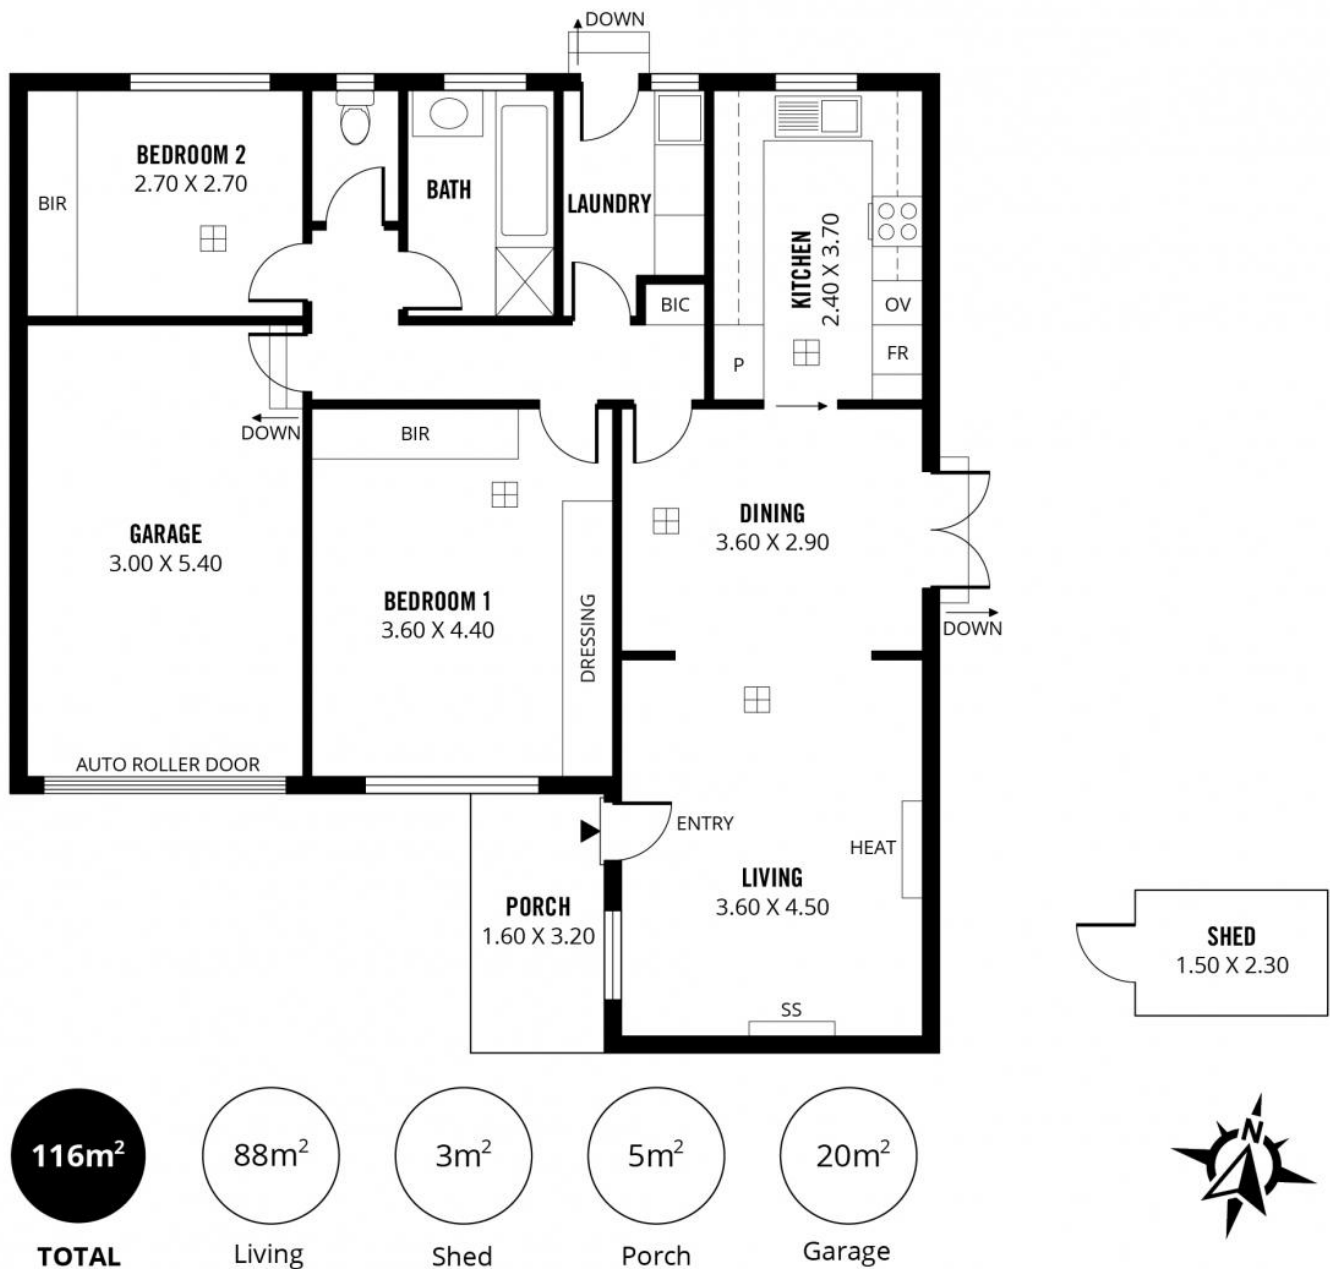 DOWN
BEDROOM 2
2.70 X 2.70
BIR
BATH
LAUNDRY
KITCHEN
2.40 X 3.70
BIC
OV
P
FR
DOWN
BIR
GARAGE
3.00 X 5.40
DINING
3.60 X 2.90
BEDROOM 1
3.60 X 4.40
DRESSING
DOWN
AUTO ROLLER DOOR
ENTRY
HEAT
LIVING
3.60 X 4.50
PORCH
1.60 X 3.20
SHED
1.50 X 2.30
SS
116m²
88m²
3m²
5m²
20m²
N
TOTAL
Living
Shed
Porch
Garage